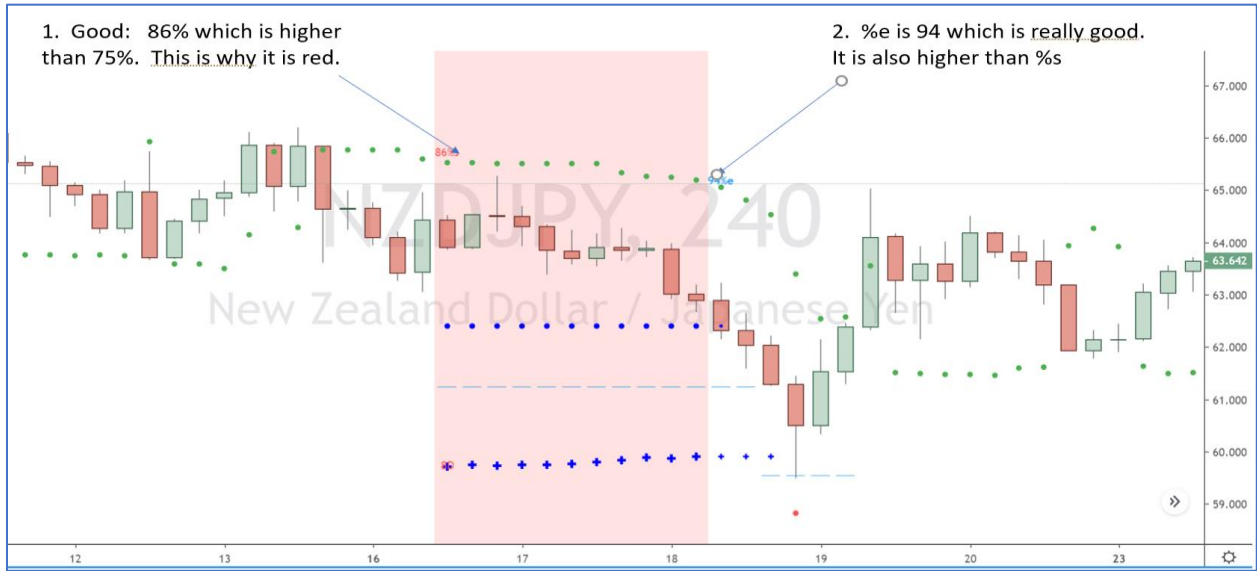 1. Good: 86% which is higher
than 75%. This is why it is red.
2. %e is 94 which is really good.
It is also higher than %s
67.000
66.000
86%
65.000
94%e
NZDJPY, 240
64.000
63.642
New Zealand Dollar / Japanese Yen
63.000
62.000
61.000
60.000
59.000
12 13 16 17 18 19 20 23